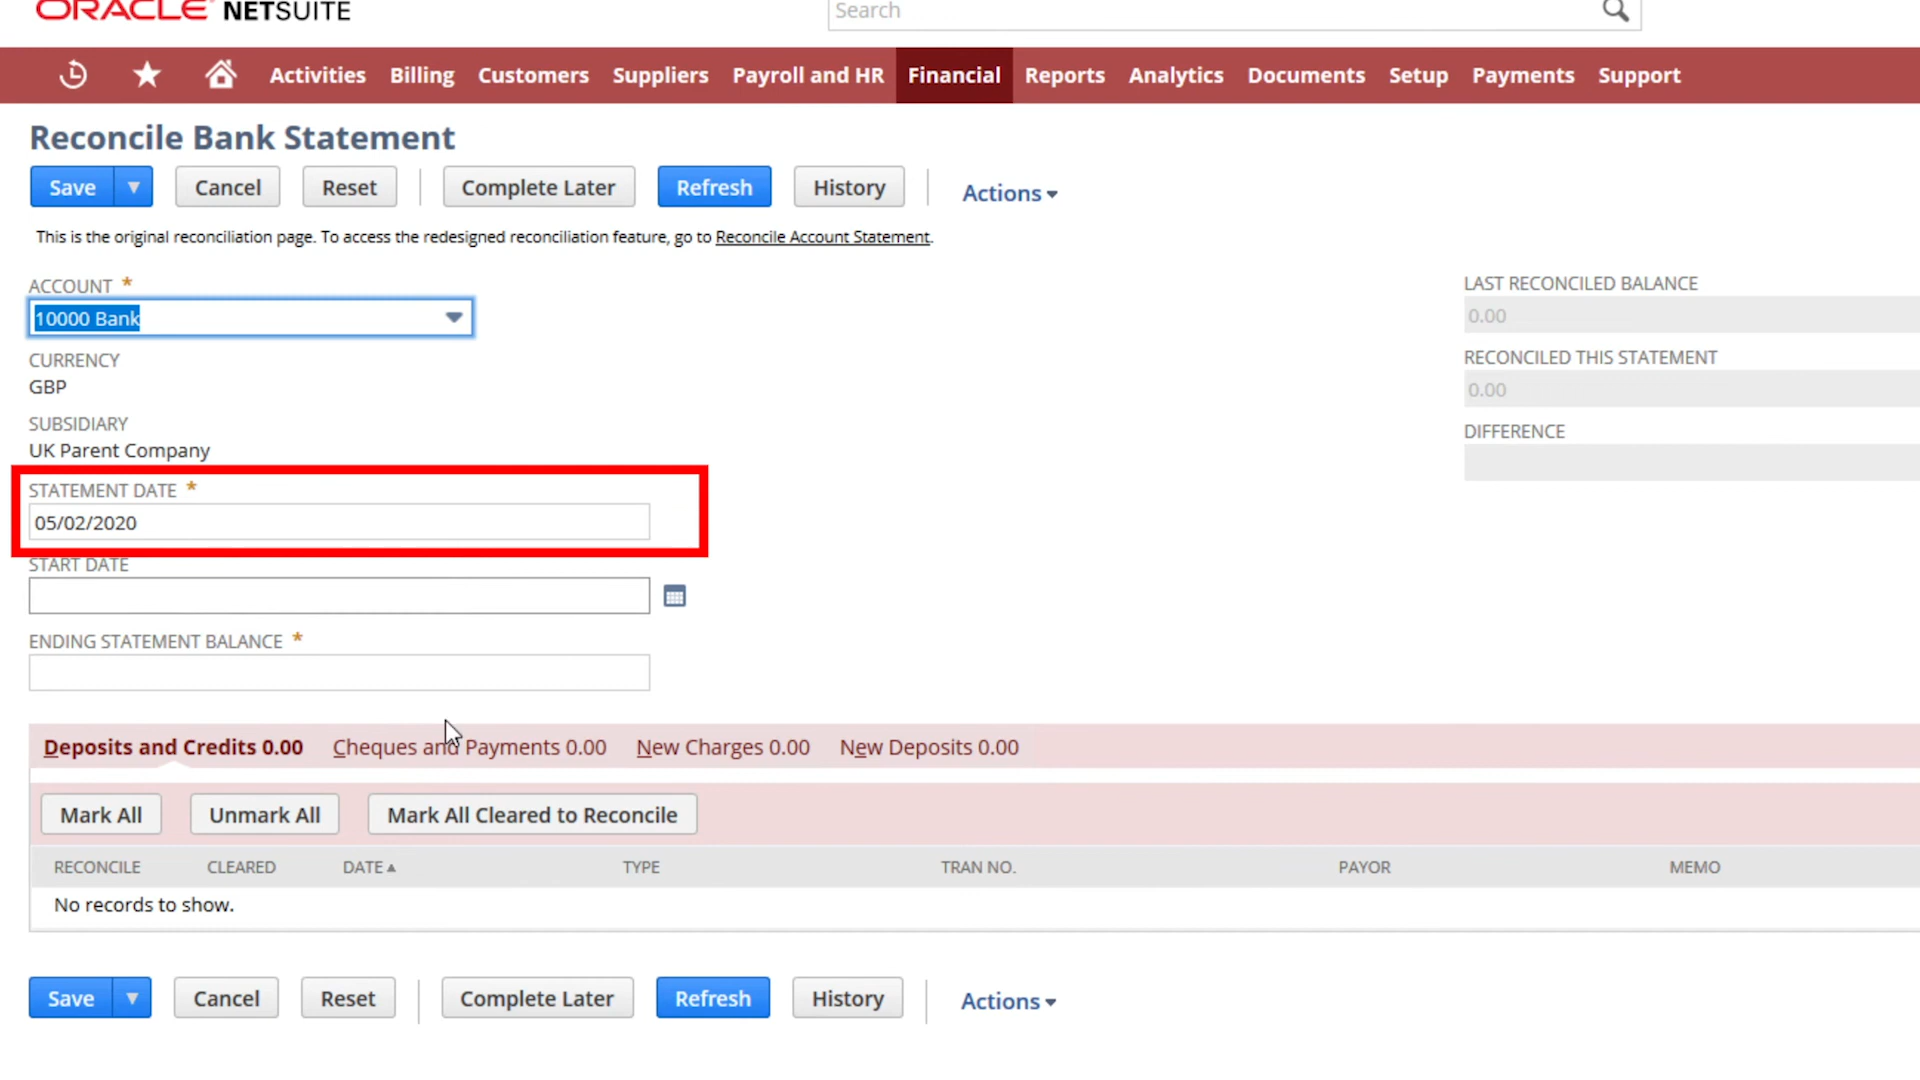 ORACLE NETSUITE
Search
Activities Billing Customers Suppliers Payroll and HR Financial Reports Analytics Documents Setup Payments Support
Reconcile Bank Statement
Save Cancel Reset Complete Later Refresh History Actions
This is the original reconciliation page. To access the redesigned reconciliation feature, go to Reconcile Account Statement.
ACCOUNT *
10000 Bank
CURRENCY
GBP
SUBSIDIARY
UK Parent Company
STATEMENT DATE *
05/02/2020
START DATE
ENDING STATEMENT BALANCE *
LAST RECONCILED BALANCE
0.00
RECONCILED THIS STATEMENT
0.00
DIFFERENCE
Deposits and Credits 0.00 Cheques and Payments 0.00 New Charges 0.00 New Deposits 0.00
Mark All Unmark All Mark All Cleared to Reconcile
RECONCILE CLEARED DATE TYPE TRAN NO. PAYOR MEMO
No records to show.
Save Cancel Reset Complete Later Refresh History Actions